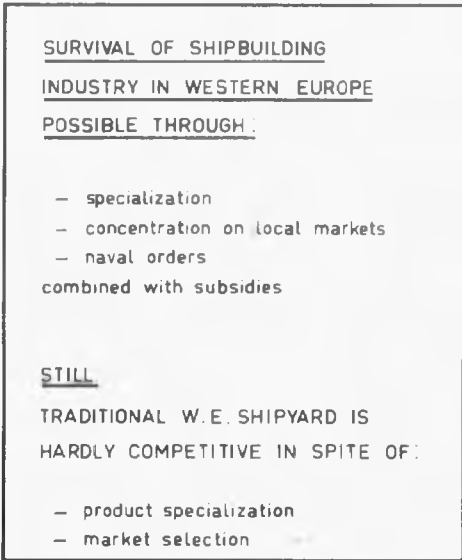 SURVIVAL OF SHIPBUILDING
INDUSTRY IN WESTERN EUROPE
POSSIBLE THROUGH:
– specialization
– concentration on local markets
– naval orders
combined with subsidies
STILL
TRADITIONAL W.E. SHIPYARD IS
HARDLY COMPETITIVE IN SPITE OF:
– product specialization
– market selection